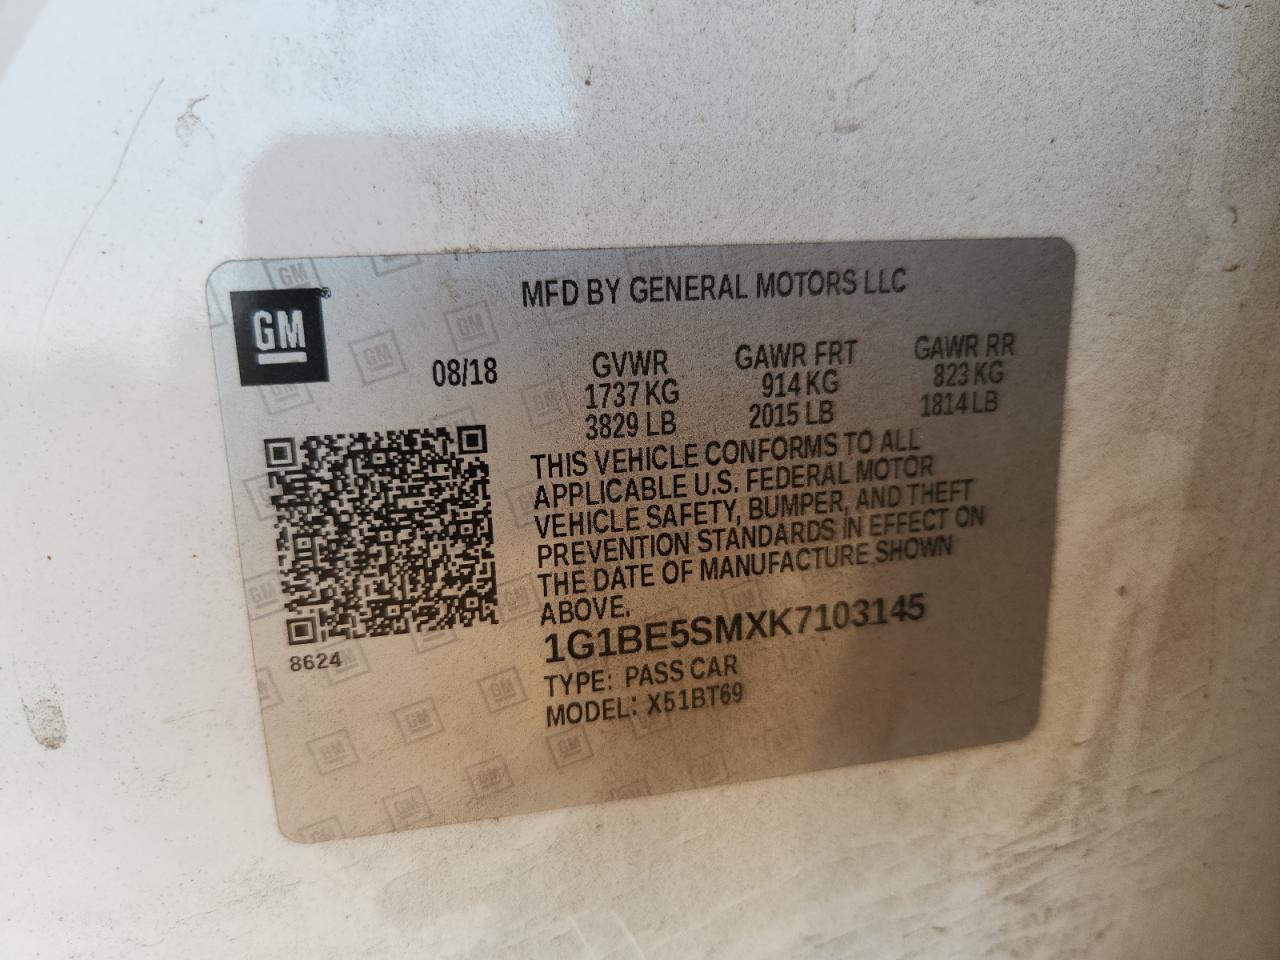 MFD BY GENERAL MOTORS LLC
GM®
08/18
GVWR
1737 KG
3829 LB
GAWR FRT
914 KG
2015 LB
GAWR RR
823 KG
1814 LB
THIS VEHICLE CONFORMS TO ALL
APPLICABLE U.S. FEDERAL MOTOR
VEHICLE SAFETY, BUMPER, AND THEFT
PREVENTION STANDARDS IN EFFECT ON
THE DATE OF MANUFACTURE SHOWN
ABOVE.
1G1BE5SMXK7103145
TYPE: PASS CAR
MODEL: X51BT69
8624